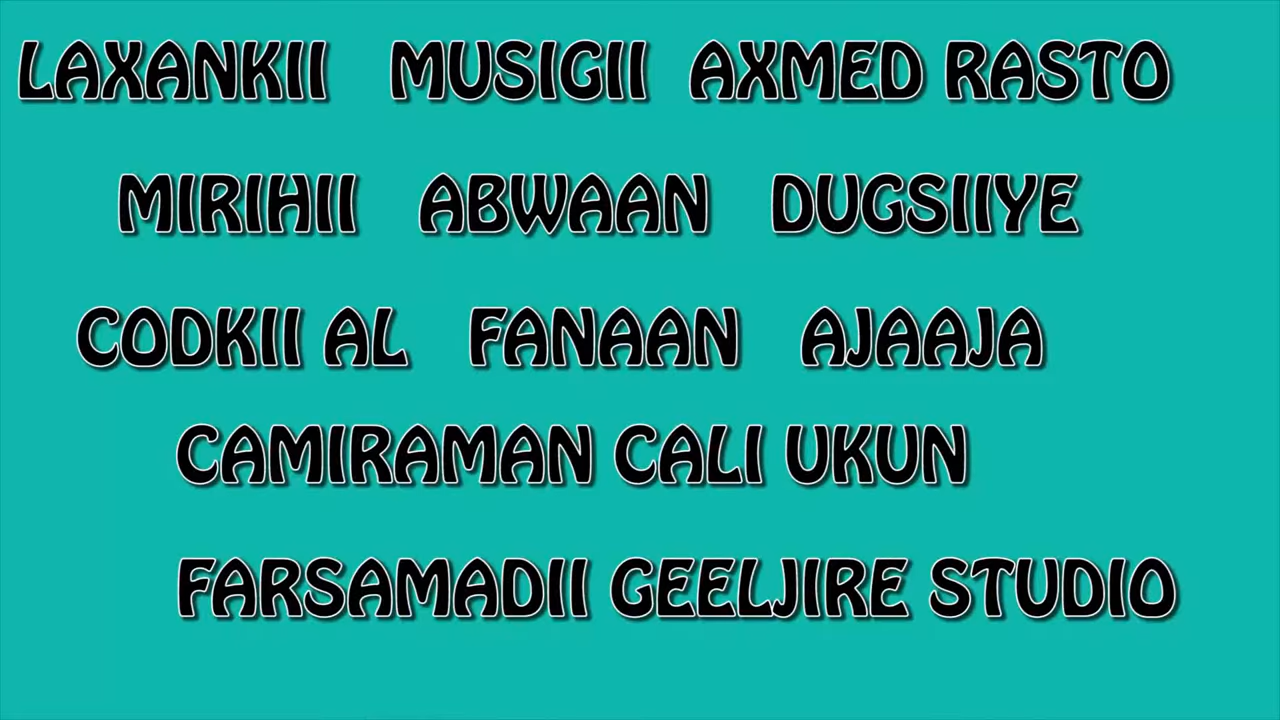 LAXANKII MUSIGII AXMED RASTO
MIRIHII ABWAAN DUGSIIYE
CODKII AL FANAAN AJAAJA
CAMIRAMAN CALI UKUN
FARSAMADII GEELJIRE STUDIO